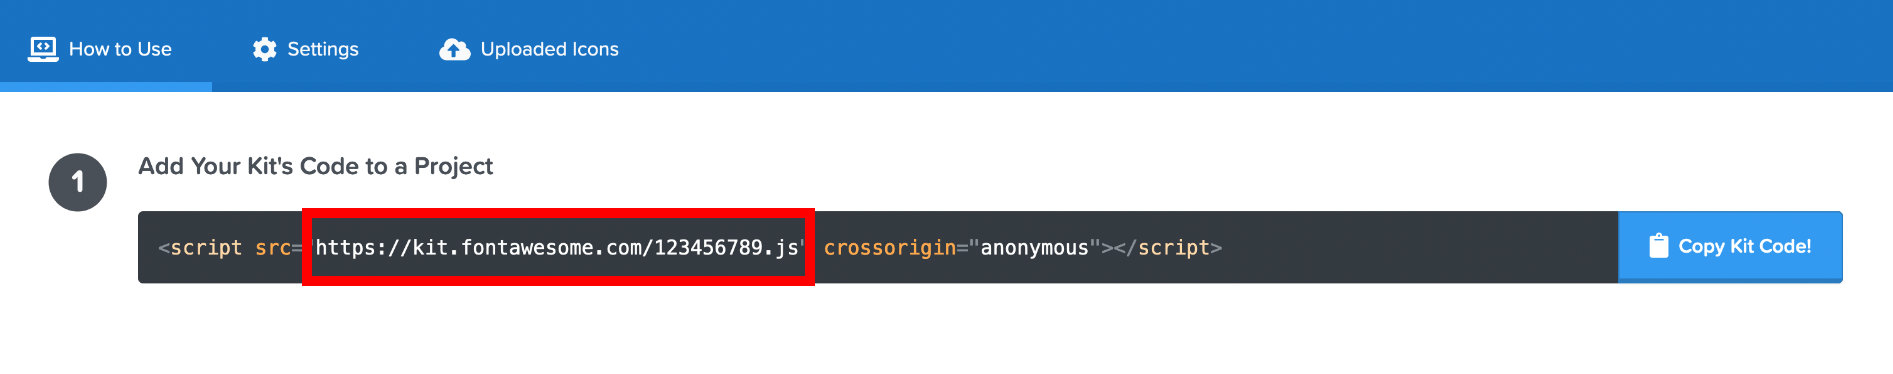 How to Use
Settings
Uploaded Icons
1
Add Your Kit's Code to a Project
<script src="https://kit.fontawesome.com/123456789.js" crossorigin="anonymous"></script>
Copy Kit Code!